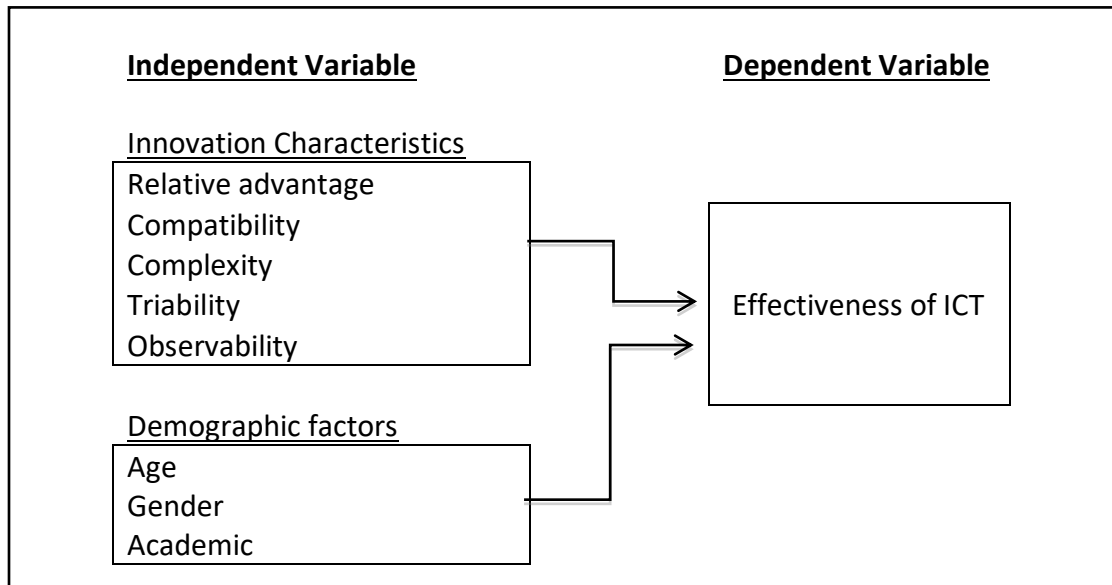 Independent Variable
Dependent Variable
Innovation Characteristics
Relative advantage
Compatibility
Complexity
Triability
Observability
Effectiveness of ICT
Demographic factors
Age
Gender
Academic